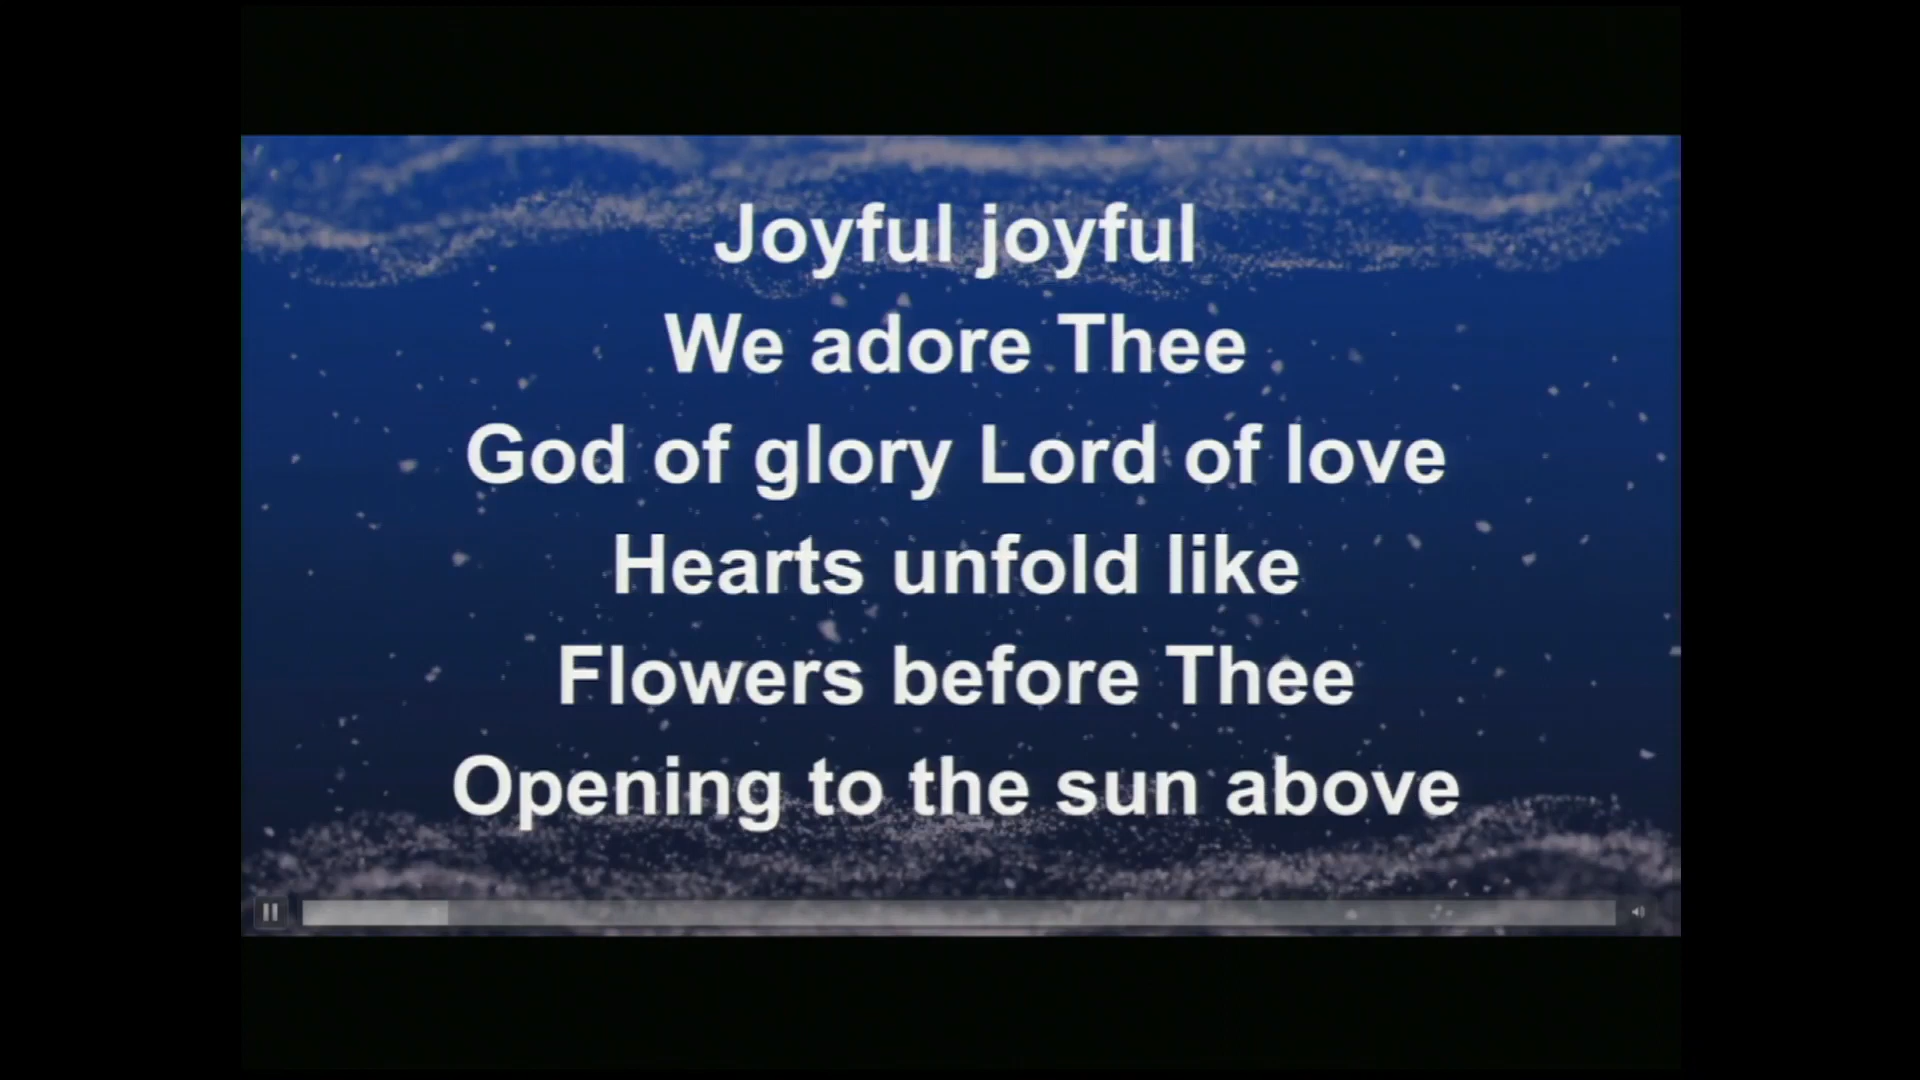 Joyful joyful
We adore Thee
God of glory Lord of love
Hearts unfold like
Flowers before Thee
Opening to the sun above